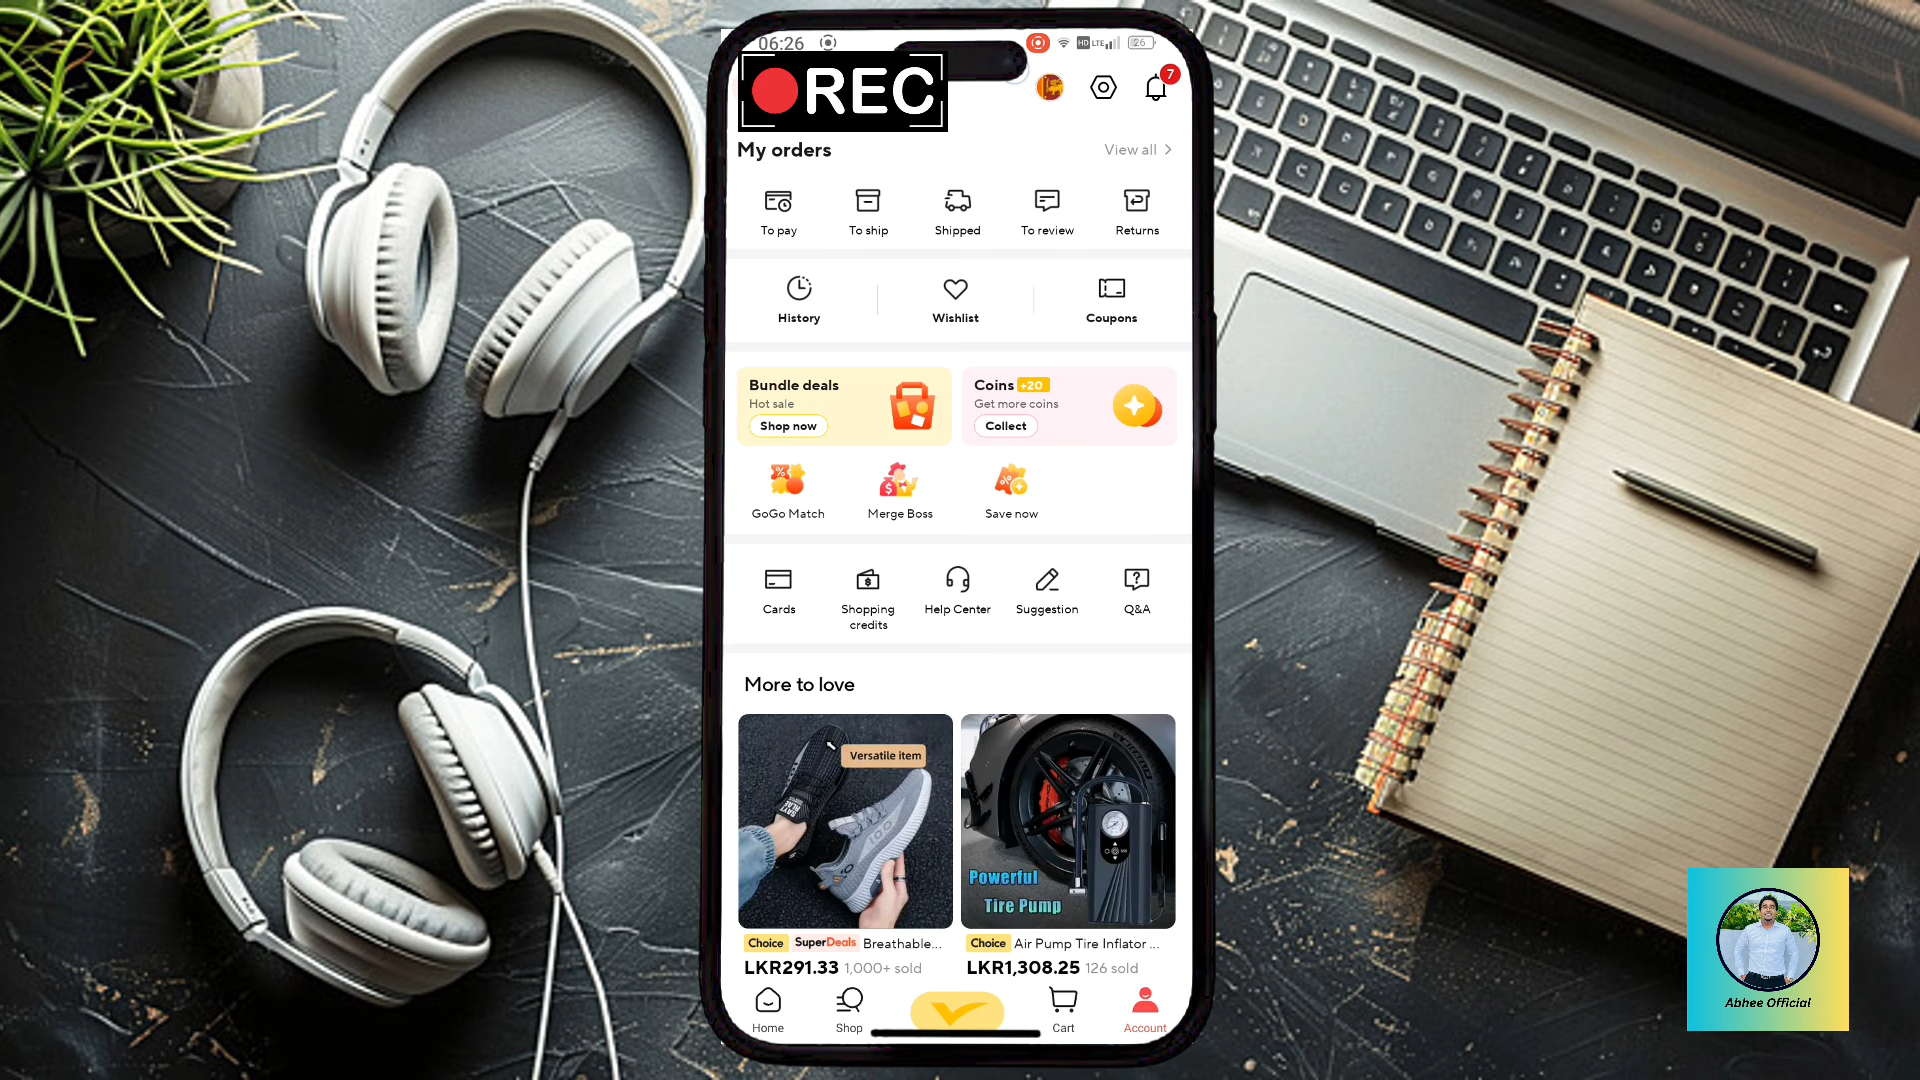 06:26
HD LTE 26
REC
7
My orders
View all
To pay
To ship
Shipped
To review
Returns
History
Wishlist
Coupons
Bundle deals
Hot sale
Shop now
Coins +20
Get more coins
Collect
GoGo Match
Merge Boss
Save now
Cards
Shopping
credits
Help Center
Suggestion
Q&A
More to love
Versatile item
Powerful
Tire Pump
Choice SuperDeals Breathable...
LKR291.33 1,000+ sold
Choice Air Pump Tire Inflator ...
LKR1,308.25 126 sold
Home
Shop
Cart
Account
Abhee Official